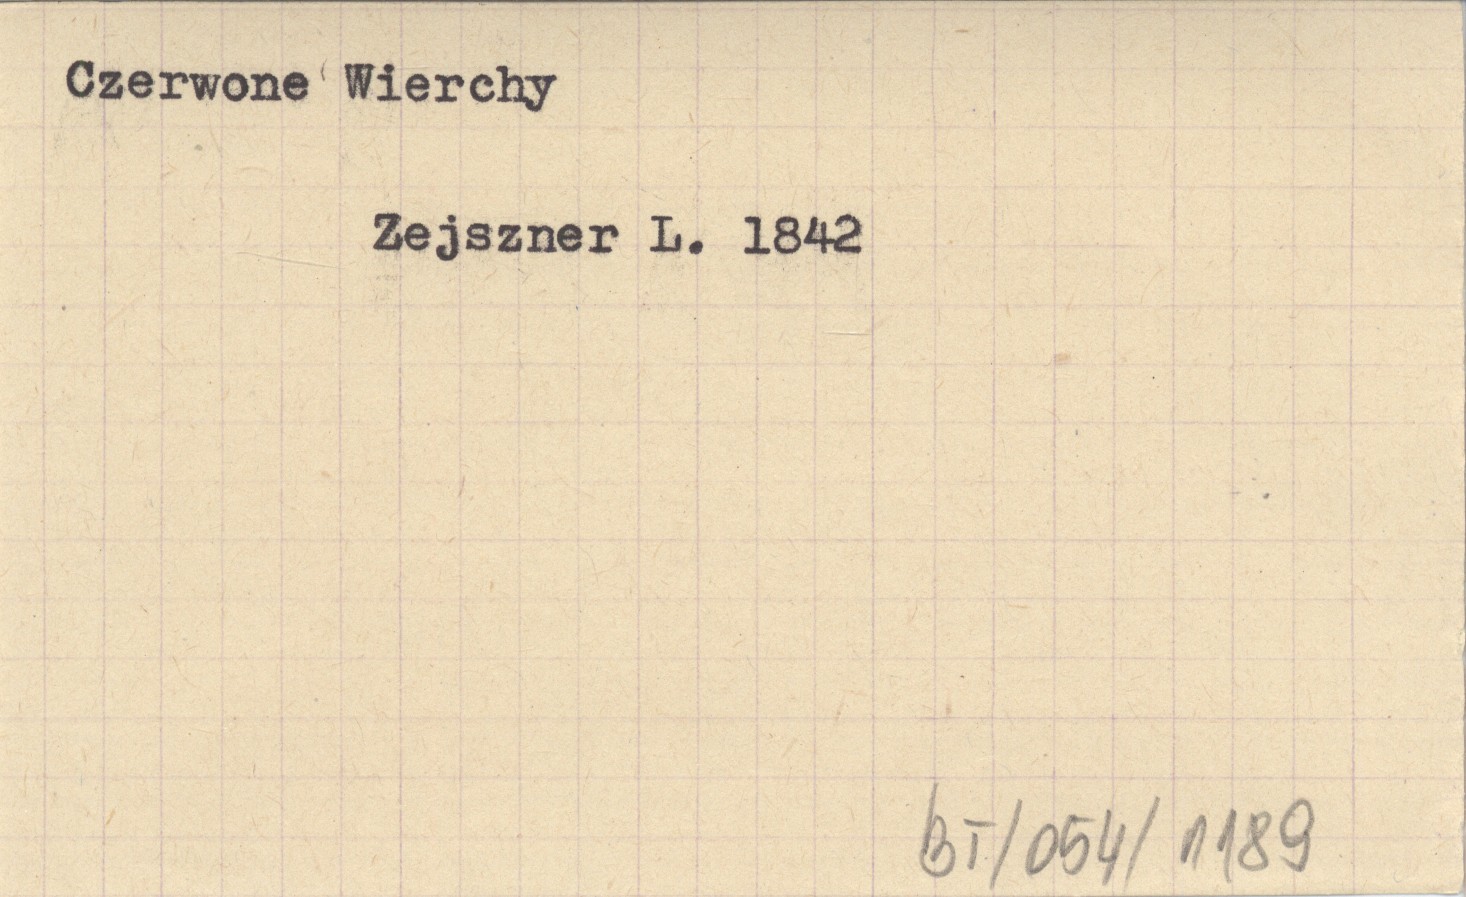 Czerwone Wierchy
Zejszner L. 1842
BT/054/1189